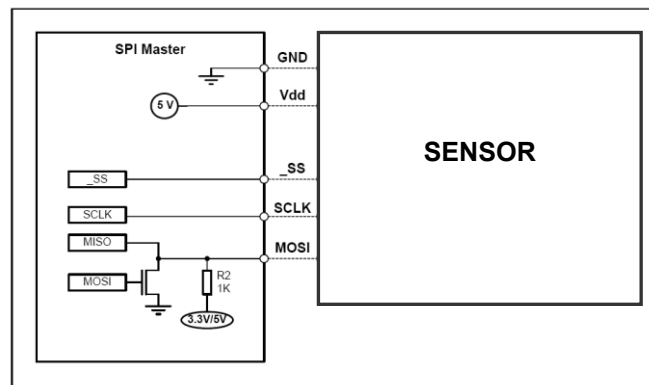 SPI Master
GND
5 V
Vdd
SENSOR
_SS
_SS
SCLK
SCLK
MISO
MOSI
MOSI
R2
1K
3.3V/5V